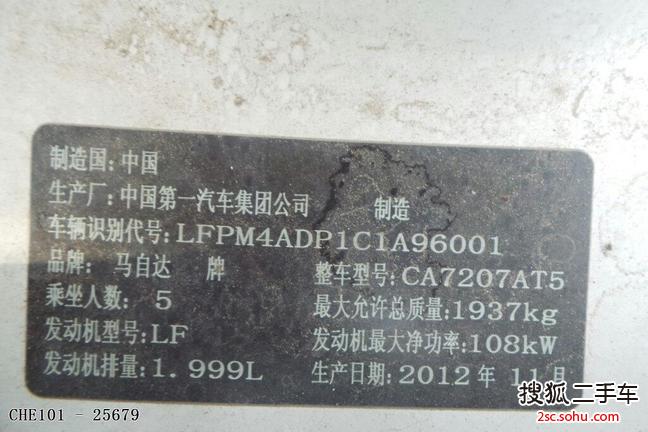 制造国:中国
生产厂:中国第一汽车集团公司 制造
车辆识别代号:LFPM4ADP1C1A96001
品牌:马自达 牌 整车型号:CA7207AT5
乘坐人数:5 最大允许总质量:1937kg
发动机型号:LF 发动机最大净功率:108kW
发动机排量:1.999L 生产日期:2012年11月
CHE101 - 25679
搜狐二手车
2sc.sohu.com